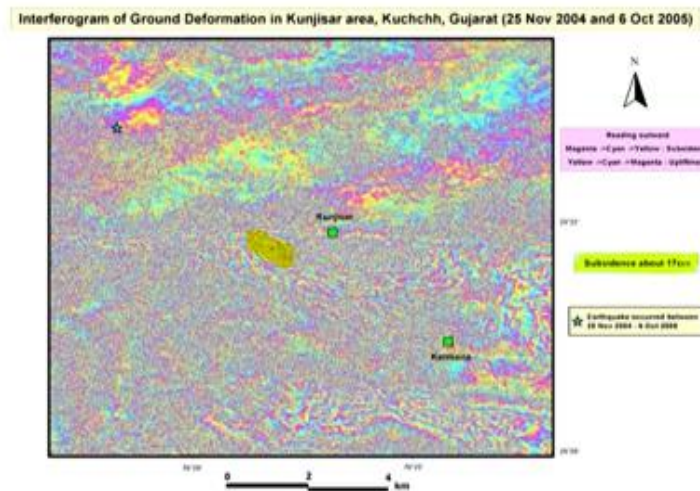 Interferogram of Ground Deformation in Kunjisar area, Kuchchh, Gujarat (25 Nov 2004 and 6 Oct 2005)
N
Reading outward
Magenta ->Cyan ->Yellow : Subsiden
Yellow ->Cyan ->Magenta : Upliftme
Kunjisar
Subsidence about 17cm
Earthquake occurred between
25 Nov 2004 - 6 Oct 2005
0 2 4
km